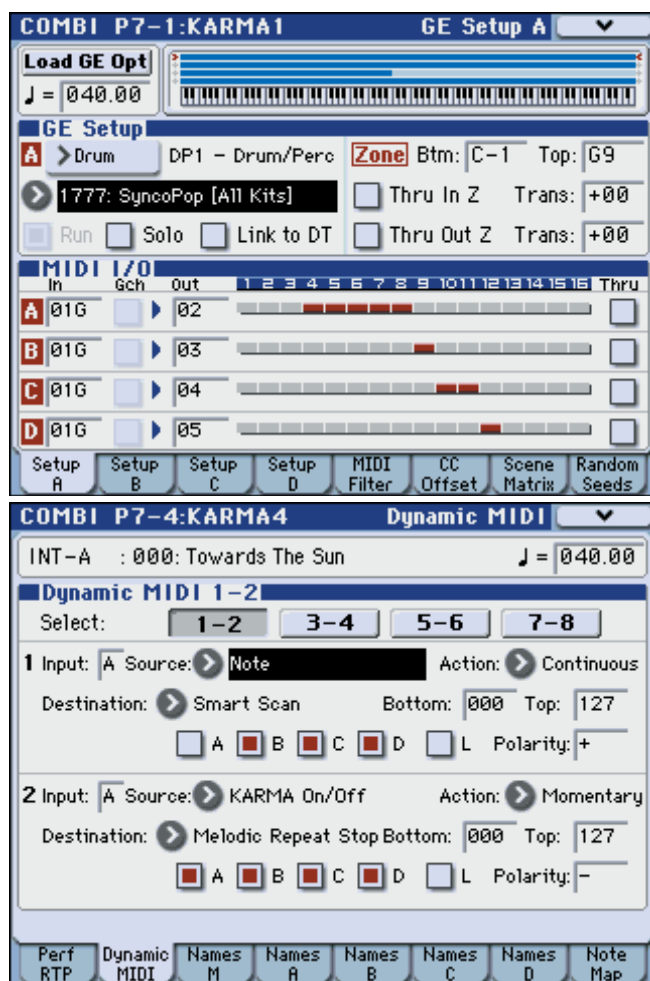 COMBI P7-1:KARMA1 GE Setup A
Load GE Opt
♩= 040.00
GE Setup
A >Drum DP1 - Drum/Perc Zone Btm: C-1 Top: G9
1777: SyncoPop [All Kits] Thru In Z Trans: +00
Run Solo Link to DT Thru Out Z Trans: +00
MIDI I/O
In Gch Out 1 2 3 4 5 6 7 8 9 10 11 12 13 14 15 16 Thru
A 01G 02
B 01G 03
C 01G 04
D 01G 05
Setup A Setup B Setup C Setup D MIDI Filter CC Offset Scene Matrix Random Seeds
COMBI P7-4:KARMA4 Dynamic MIDI
INT-A : 000: Towards The Sun ♩= 040.00
Dynamic MIDI 1-2
Select: 1-2 3-4 5-6 7-8
1 Input: A Source: Note Action: Continuous
Destination: Smart Scan Bottom: 000 Top: 127
A B C D L Polarity: +
2 Input: A Source: KARMA On/Off Action: Momentary
Destination: Melodic Repeat Stop Bottom: 000 Top: 127
A B C D L Polarity: -
Perf RTP Dynamic MIDI Names M Names A Names B Names C Names D Note Map